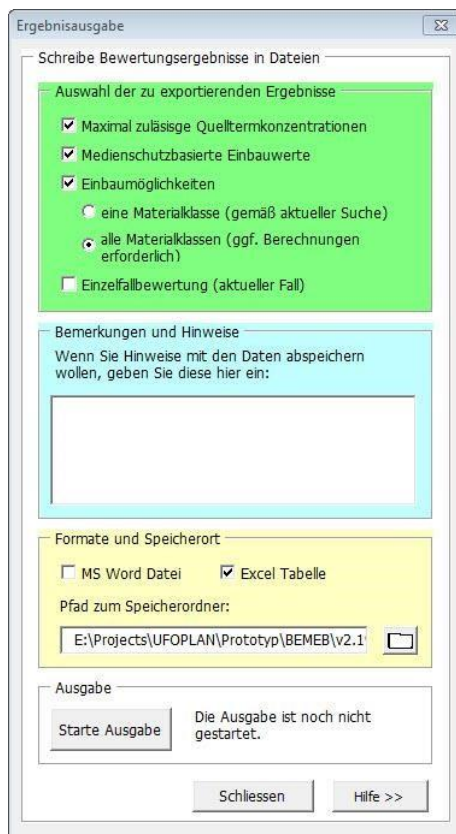 Ergebnisausgabe
Schreibe Bewertungsergebnisse in Dateien
Auswahl der zu exportierenden Ergebnisse
Maximal zuläsisge Quelltermkonzentrationen
Medienschutzbasierte Einbauwerte
Einbaumöglichkeiten
eine Materialklasse (gemäß aktueller Suche)
alle Materialklassen (ggf. Berechnungen
erforderlich)
Einzelfallbewertung (aktueller Fall)
Bemerkungen und Hinweise
Wenn Sie Hinweise mit den Daten abspeichern
wollen, geben Sie diese hier ein:
Formate und Speicherort
MS Word Datei
Excel Tabelle
Pfad zum Speicherordner:
E:\Projects\UFOPLAN\Prototyp\BEMEB\v2.1
Ausgabe
Starte Ausgabe
Die Ausgabe ist noch nicht
gestartet.
Schliessen
Hilfe >>